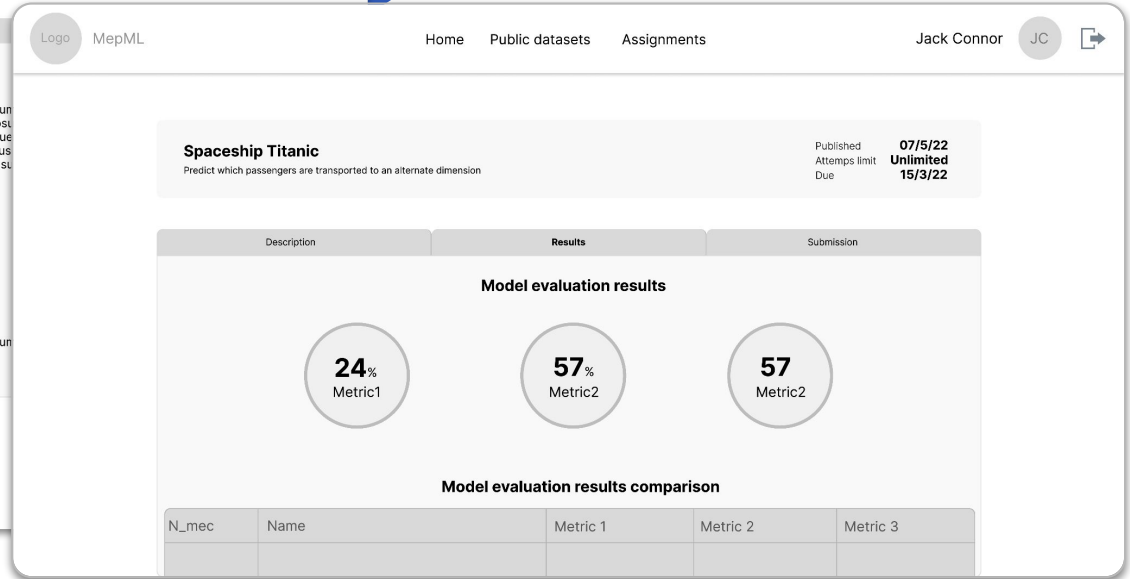 Logo MepML Home Public datasets Assignments Jack Connor JC
Spaceship Titanic
Predict which passengers are transported to an alternate dimension
Published 07/5/22
Attemps limit Unlimited
Due 15/3/22
Description Results Submission
Model evaluation results
24% 57% 57
Metric1 Metric2 Metric2
Model evaluation results comparison
N_mec Name Metric 1 Metric 2 Metric 3